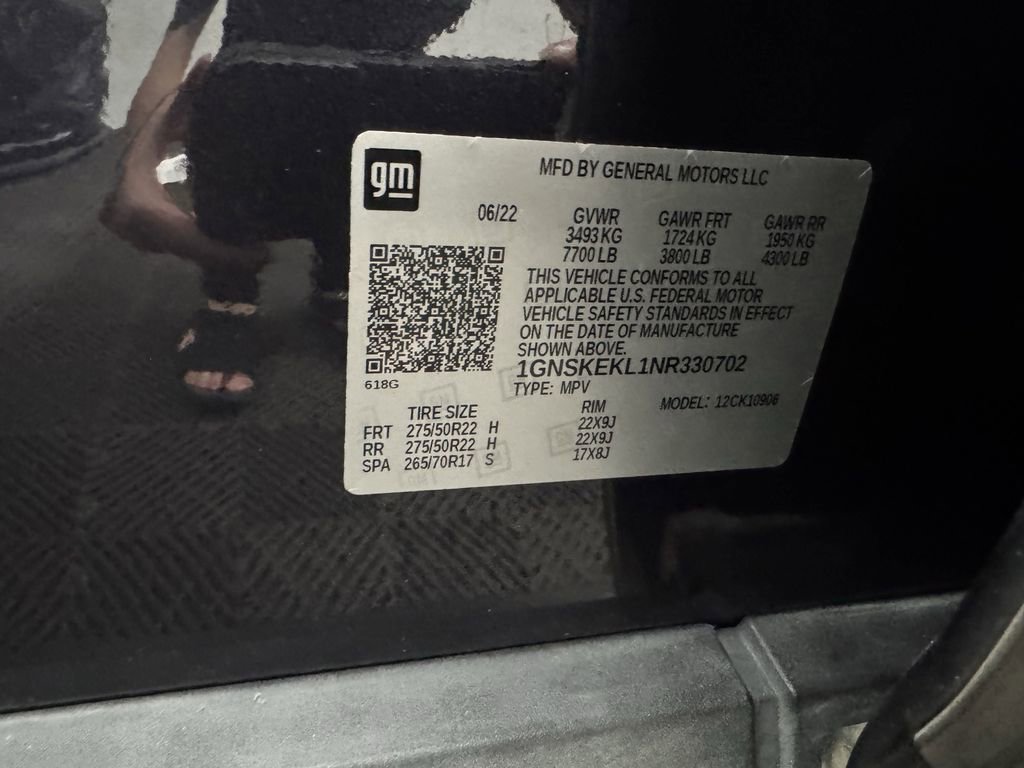 gm
MFD BY GENERAL MOTORS LLC
06/22 GVWR GAWR FRT GAWR RR
3493 KG 1724 KG 1950 KG
7700 LB 3800 LB 4300 LB
THIS VEHICLE CONFORMS TO ALL
APPLICABLE U.S. FEDERAL MOTOR
VEHICLE SAFETY STANDARDS IN EFFECT
ON THE DATE OF MANUFACTURE
SHOWN ABOVE.
1GNSKEKL1NR330702
618G TYPE: MPV MODEL: 12CK10906
TIRE SIZE RIM
FRT 275/50R22 H 22X9J
RR 275/50R22 H 22X9J
SPA 265/70R17 S 17X8J